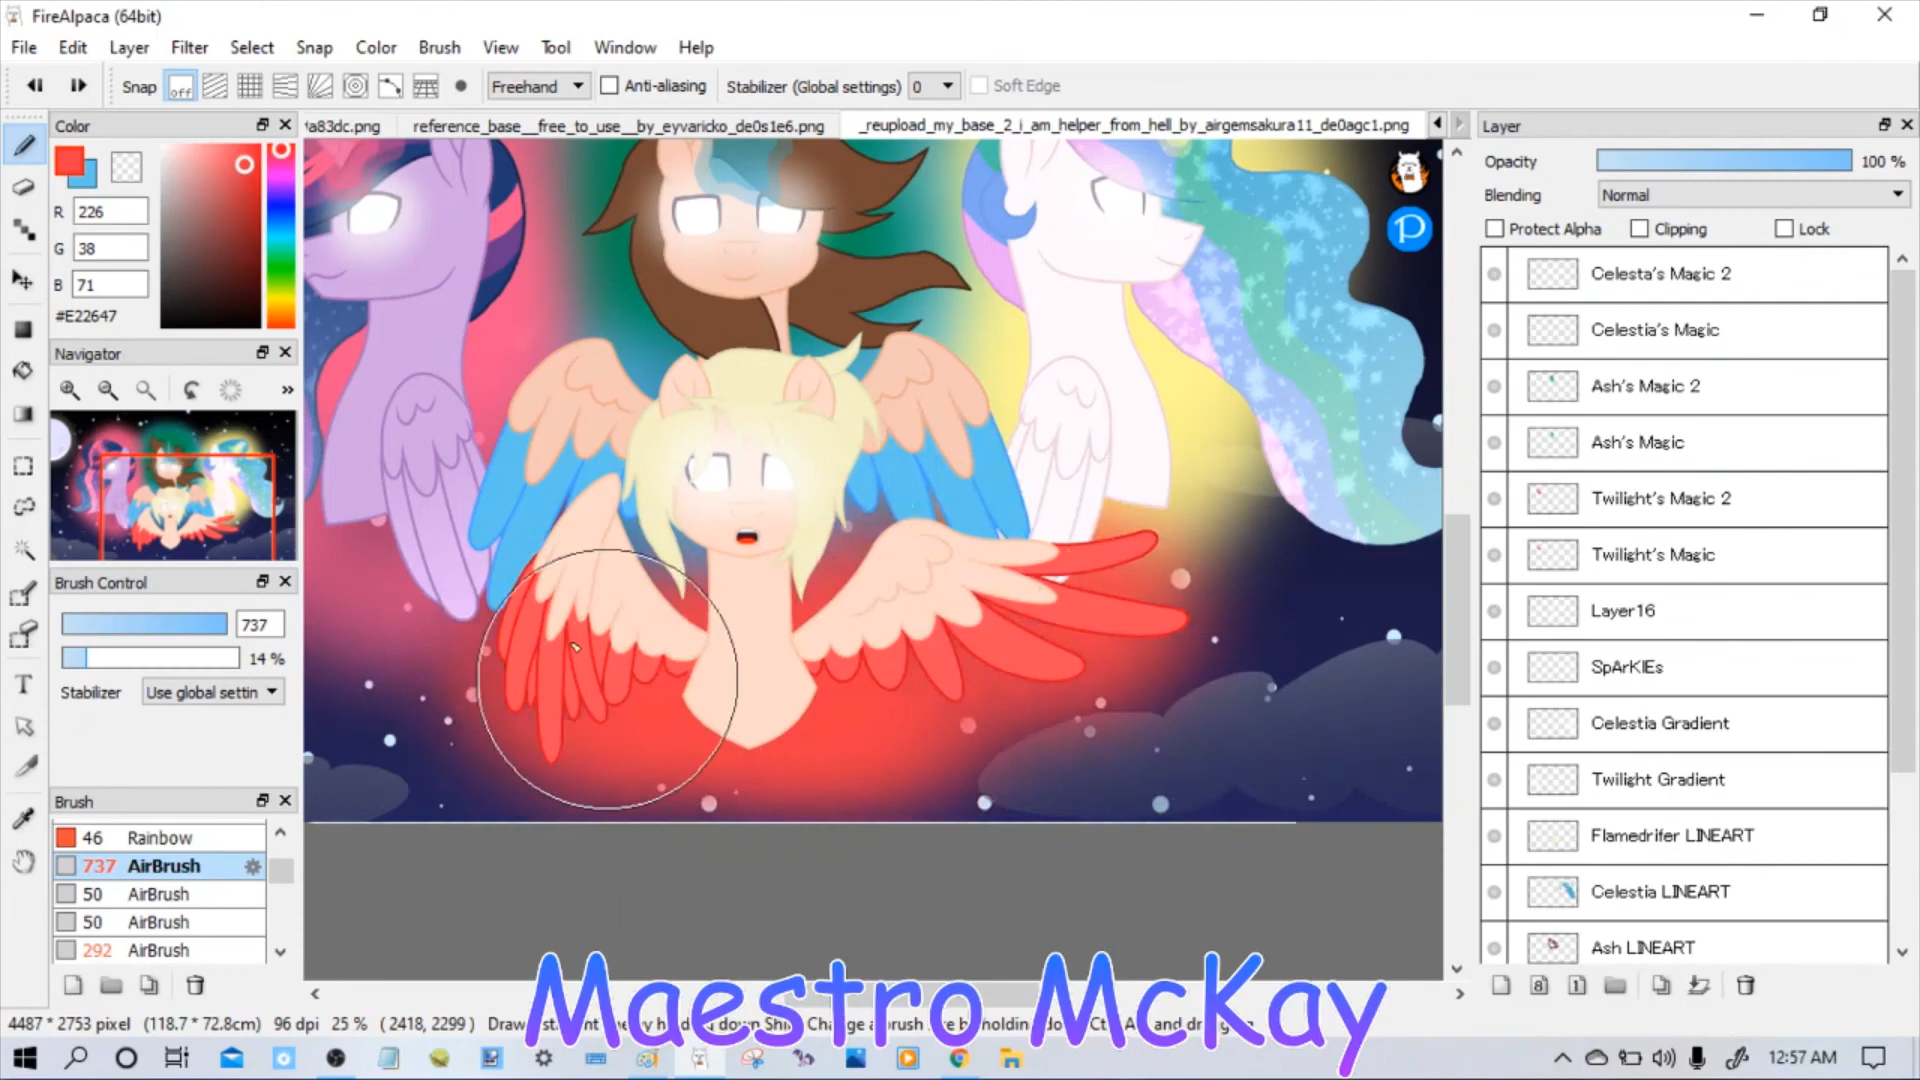 FireAlpaca (64bit)
File Edit Layer Filter Select Snap Color Brush View Tool Window Help
Snap off Freehand Anti-aliasing Stabilizer (Global settings) 0 Soft Edge
Color
fa83dc.png reference_base__free_to_use__by_eyvaricko_de0s1e6.png _reupload_my_base_2_i_am_helper_from_hell_by_airgemsakura11_de0agc1.png
Layer
R 226
G 38
B 71
#E22647
Navigator
Brush Control
737
14 %
Stabilizer Use global settin
Brush
46 Rainbow
737 AirBrush
50 AirBrush
50 AirBrush
292 AirBrush
P
Opacity 100 %
Blending Normal
Protect Alpha Clipping Lock
Celesta's Magic 2
Celestia's Magic
Ash's Magic 2
Ash's Magic
Twilight's Magic 2
Twilight's Magic
Layer16
SpArKlEs
Celestia Gradient
Twilight Gradient
Flamedrifer LINEART
Celestia LINEART
Ash LINEART
8 1
Maestro McKay
4487 * 2753 pixel (118.7 * 72.8cm) 96 dpi 25 % ( 2418, 2299 )
12:57 AM